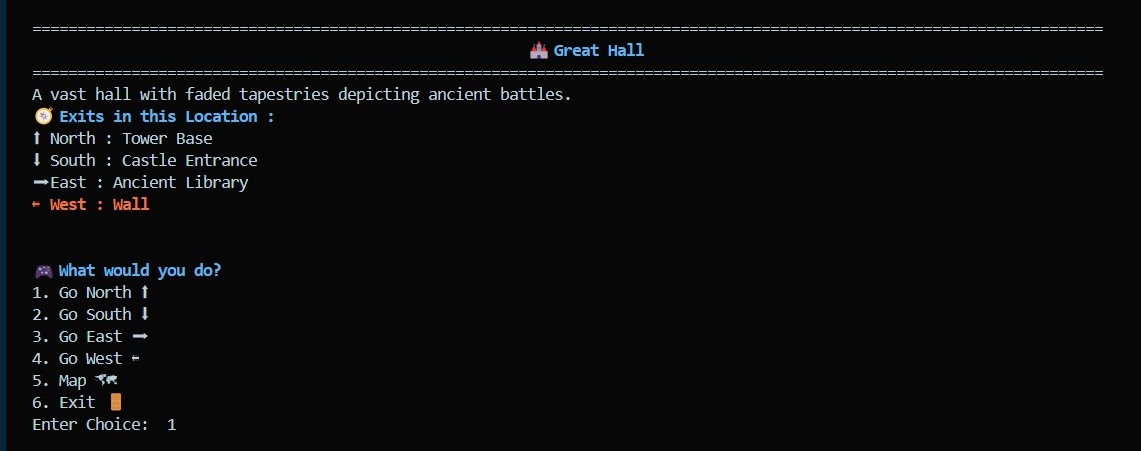 =======================================================================================================================
🏰 Great Hall
=======================================================================================================================
A vast hall with faded tapestries depicting ancient battles.
🧭 Exits in this Location :
⬆ North : Tower Base
⬇ South : Castle Entrance
➡East : Ancient Library
⬅ West : Wall
🎮 What would you do?
1. Go North ⬆
2. Go South ⬇
3. Go East ➡
4. Go West ⬅
5. Map 🗺
6. Exit 🚪
Enter Choice:  1